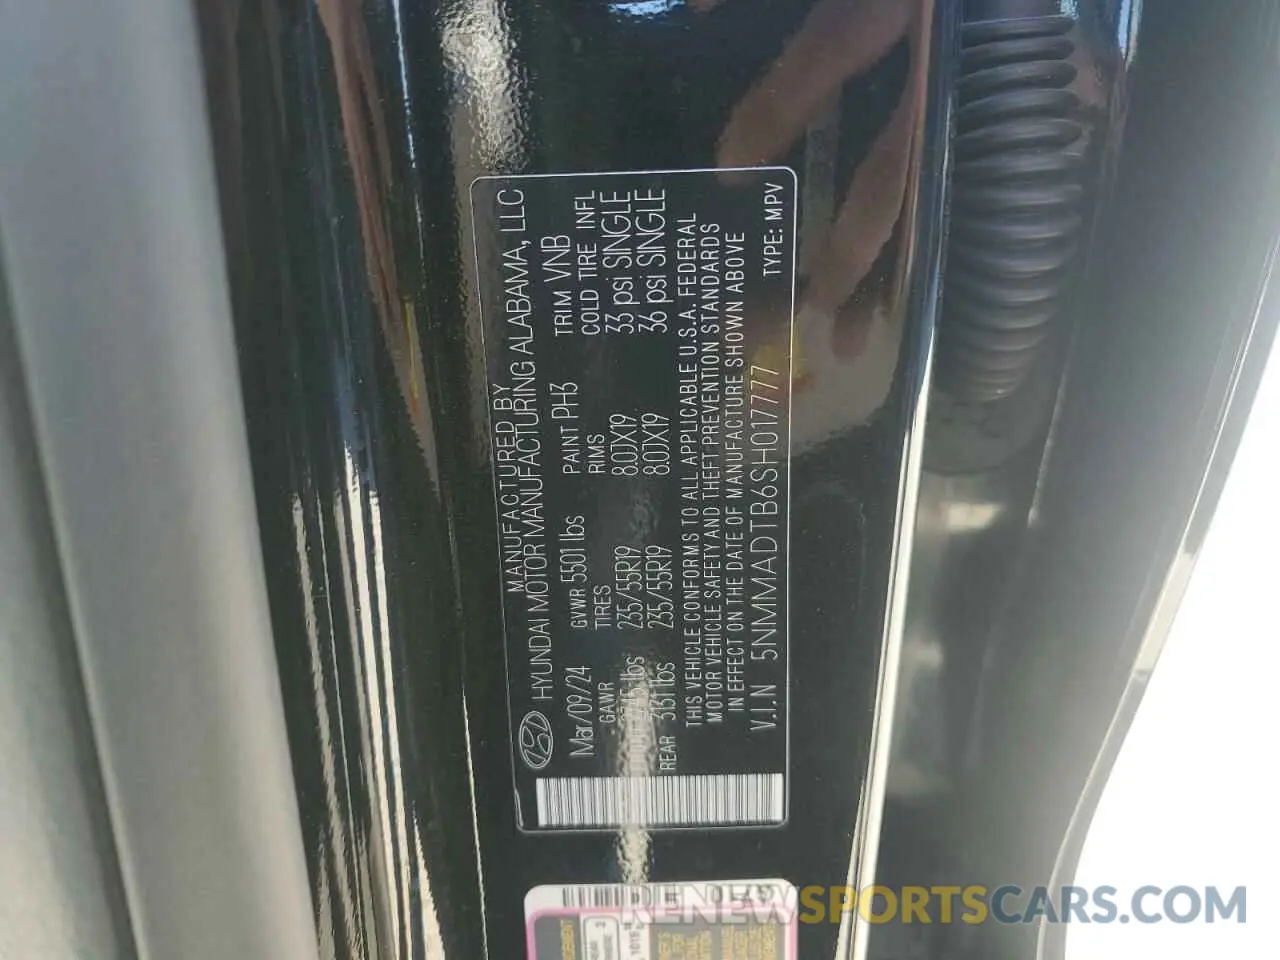 MANUFACTURED BY
HYUNDAI MOTOR MANUFACTURING ALABAMA, LLC
Mar/09/24 GVWR 5501 lbs PAINT PH3 TRIM VNB
GAWR TIRES RIMS COLD TIRE INFL
lbs 235/55R19 8.0JX19 33 psi SINGLE
REAR 3131 lbs 235/55R19 8.0JX19 36 psi SINGLE
THIS VEHICLE CONFORMS TO ALL APPLICABLE U.S.A. FEDERAL
MOTOR VEHICLE SAFETY AND THEFT PREVENTION STANDARDS
IN EFFECT ON THE DATE OF MANUFACTURE SHOWN ABOVE
V.I.N 5NMMADTB6SH017777 TYPE: MPV
RENEWSPORTSCARS.COM